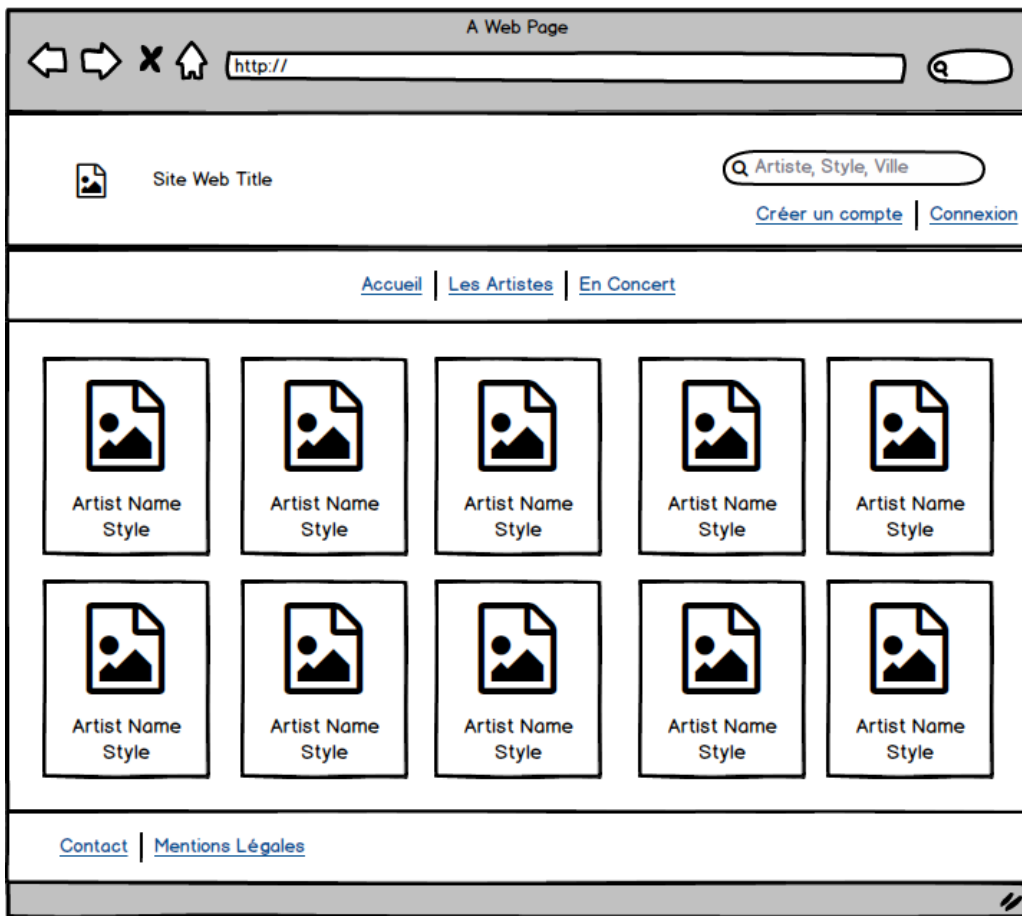 A Web Page
http://
Site Web Title
Artiste, Style, Ville
Créer un compte | Connexion
Accueil | Les Artistes | En Concert
Artist Name Artist Name Artist Name Artist Name Artist Name
Style Style Style Style Style
Artist Name Artist Name Artist Name Artist Name Artist Name
Style Style Style Style Style
Contact | Mentions Légales